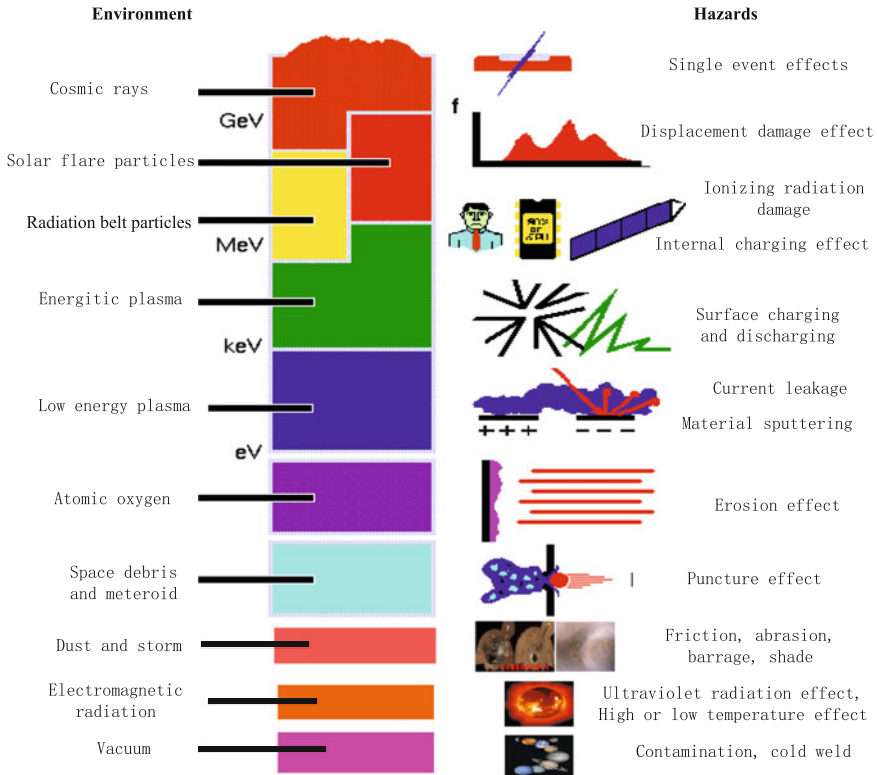 Environment
Hazards
Cosmic rays
Single event effects
GeV
f
Displacement damage effect
Solar flare particles
Ionizing radiation
damage
Radiation belt particles
MeV
Internal charging effect
Energitic plasma
Surface charging
and discharging
keV
Low energy plasma
Current leakage
+ + + - - -
Material sputtering
eV
Atomic oxygen
Erosion effect
Space debris
and meteroid
Puncture effect
Dust and storm
Friction, abrasion,
barrage, shade
Electromagnetic
radiation
Ultraviolet radiation effect,
High or low temperature effect
Vacuum
Contamination, cold weld